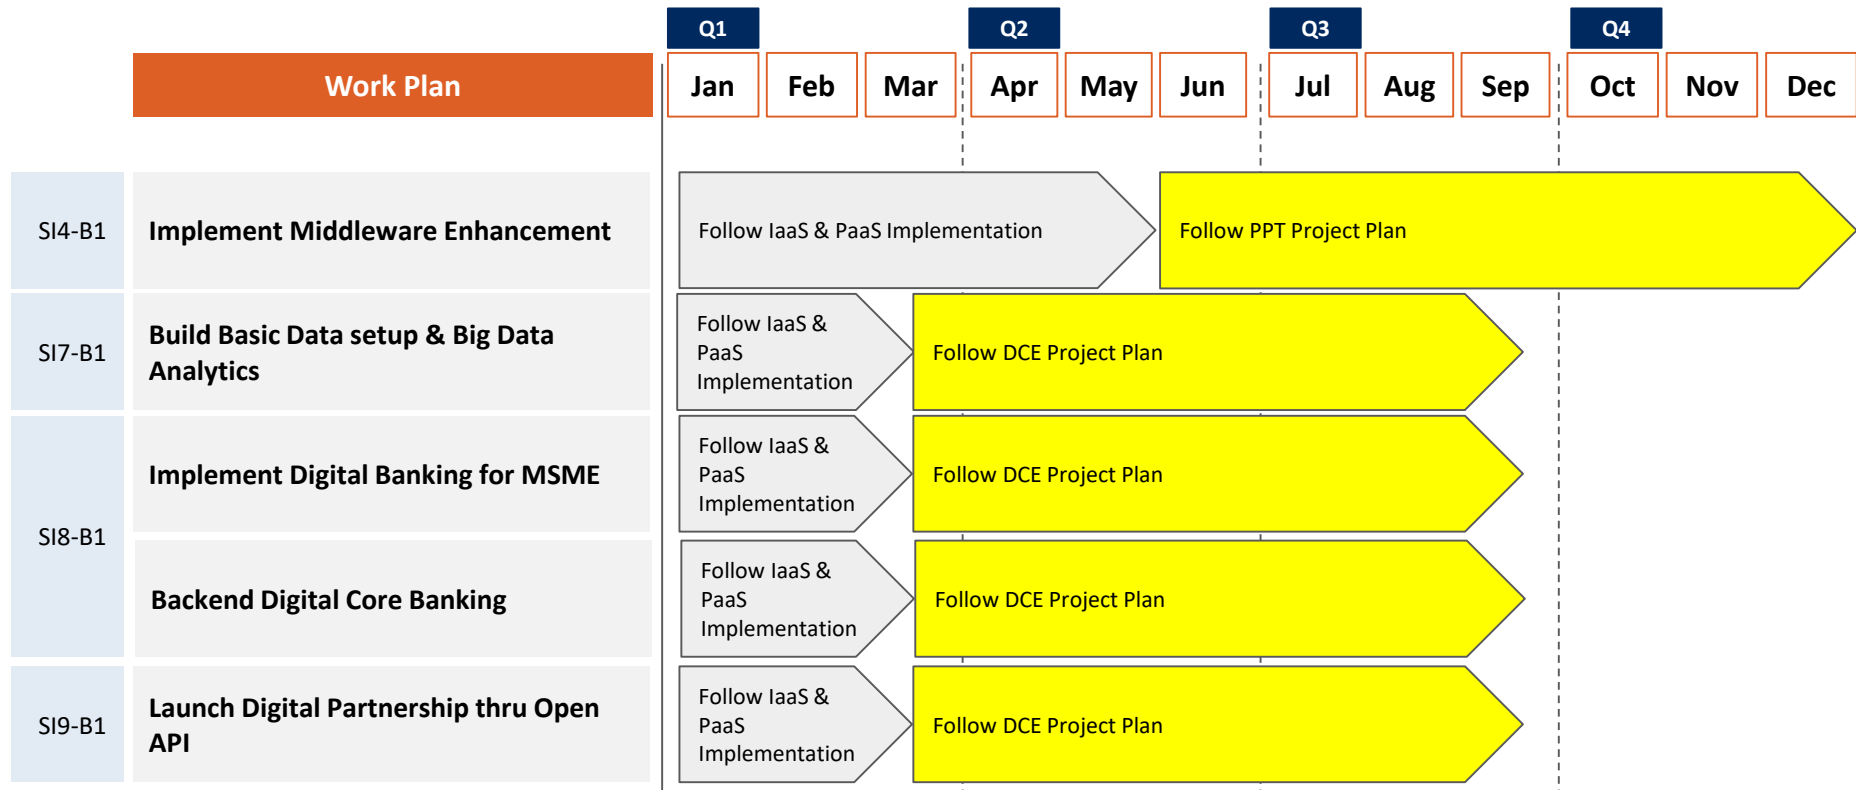 Q1 Q2 Q3 Q4
Work Plan Jan Feb Mar Apr May Jun Jul Aug Sep Oct Nov Dec
SI4-B1 Implement Middleware Enhancement Follow IaaS & PaaS Implementation Follow PPT Project Plan
SI7-B1
Build Basic Data setup & Big Data
Analytics
Follow IaaS &
PaaS
Implementation
Follow DCE Project Plan
SI8-B1
Implement Digital Banking for MSME
Follow IaaS &
PaaS
Implementation
Follow DCE Project Plan
Backend Digital Core Banking
Follow IaaS &
PaaS
Implementation
Follow DCE Project Plan
SI9-B1
Launch Digital Partnership thru Open
API
Follow IaaS &
PaaS
Implementation
Follow DCE Project Plan